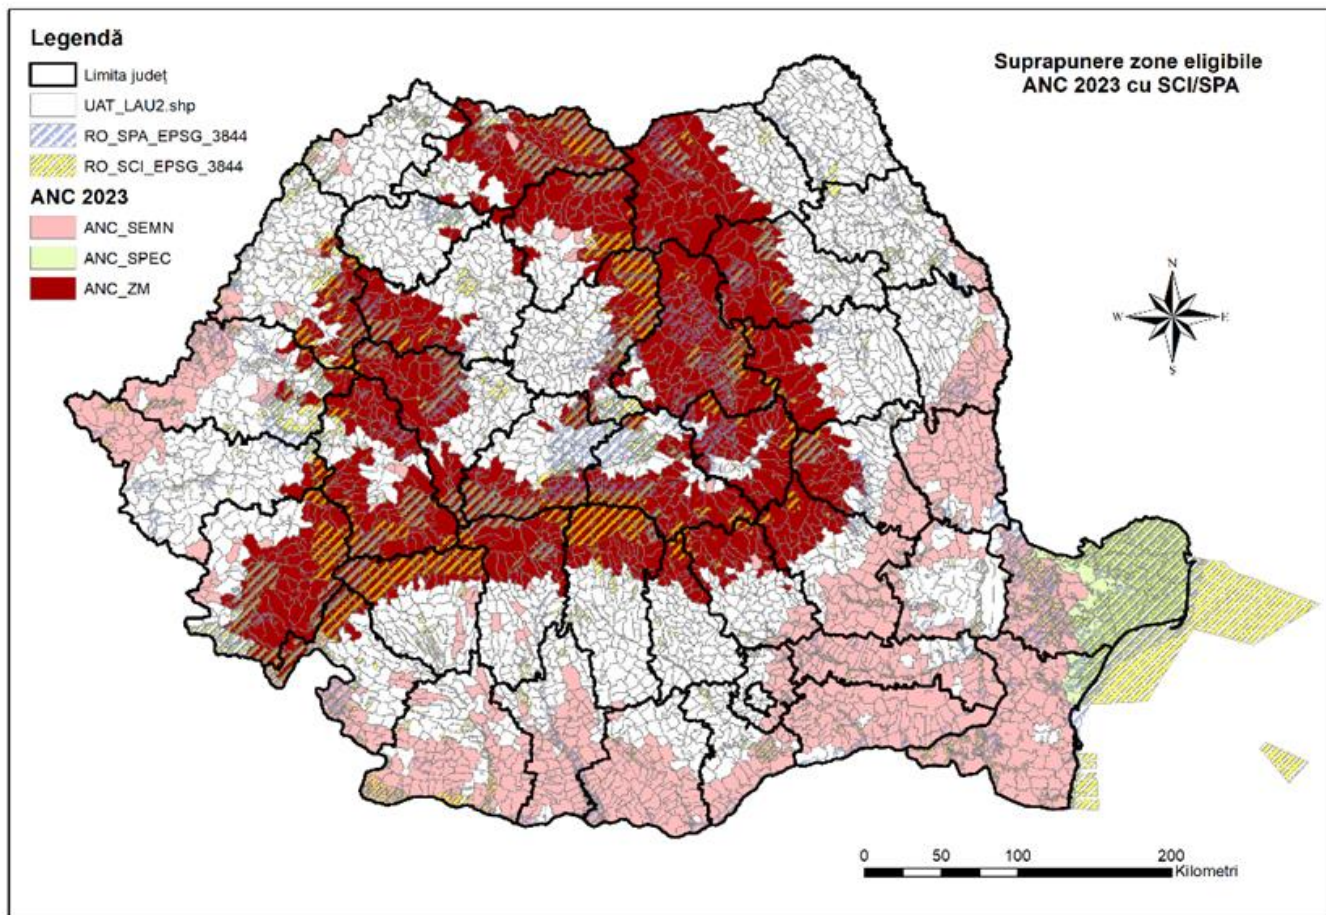 Legendă
Limita județ
UAT_LAU2.shp
RO_SPA_EPSG_3844
RO_SCI_EPSG_3844
ANC 2023
ANC_SEMN
ANC_SPEC
ANC_ZM
Suprapunere zone eligibile
ANC 2023 cu SCI/SPA
N
W E
S
0 50 100 200
Kilometri